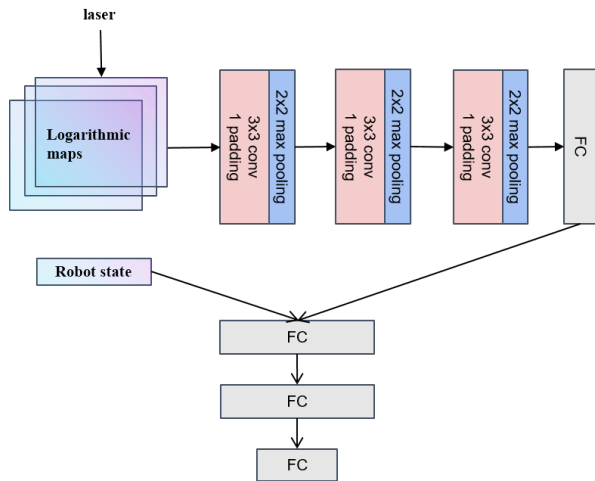 laser
Logarithmic
maps
3x3 conv
1 padding
2x2 max pooling
3x3 conv
1 padding
2x2 max pooling
3x3 conv
1 padding
2x2 max pooling
FC
Robot state
FC
FC
FC